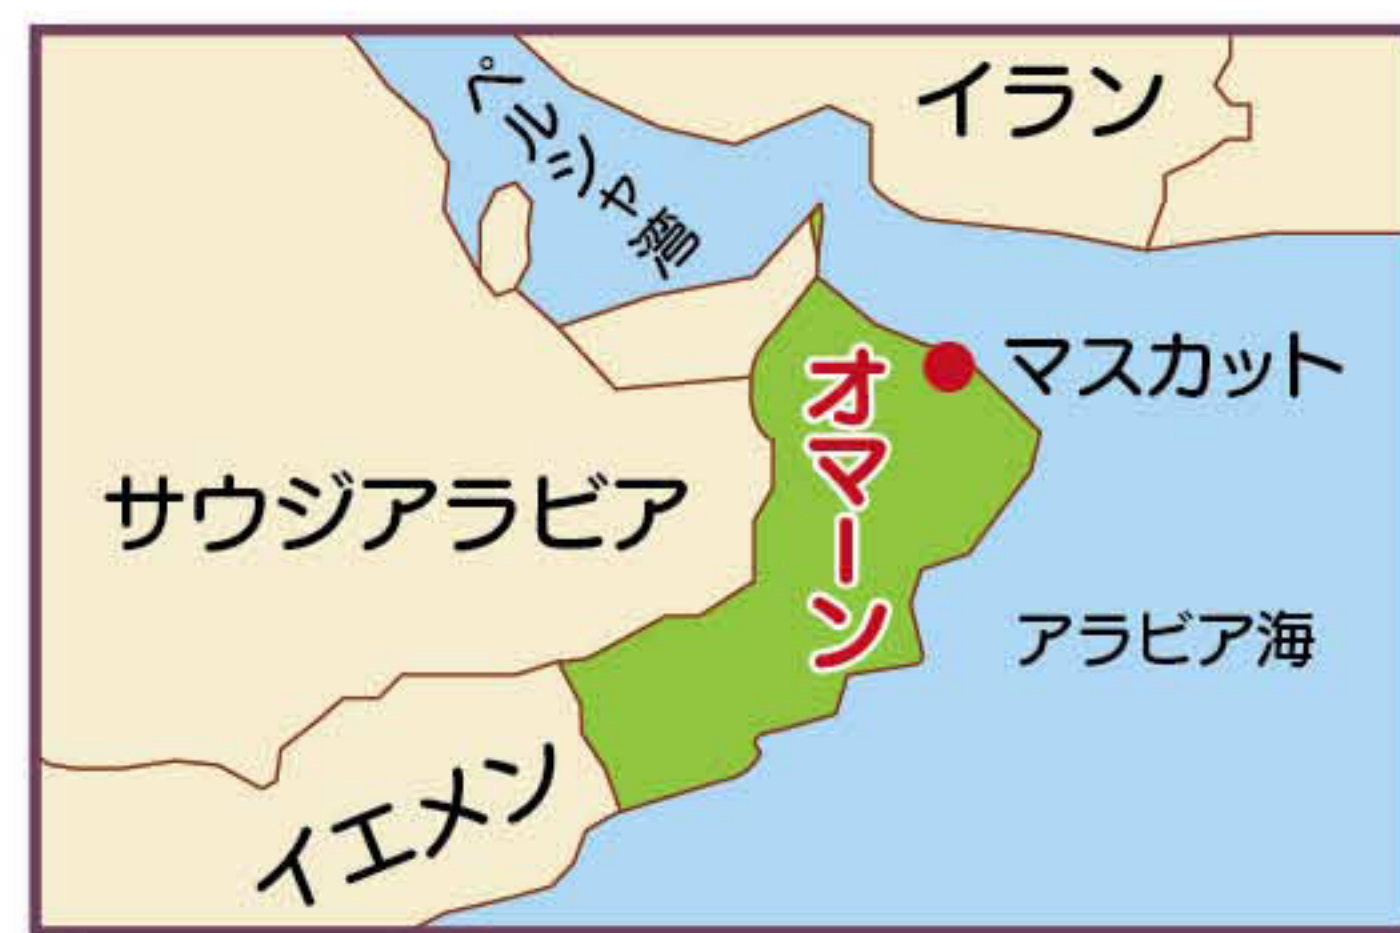 ペルシャ湾
イラン
マスカット
オマーン
サウジアラビア
アラビア海
イエメン